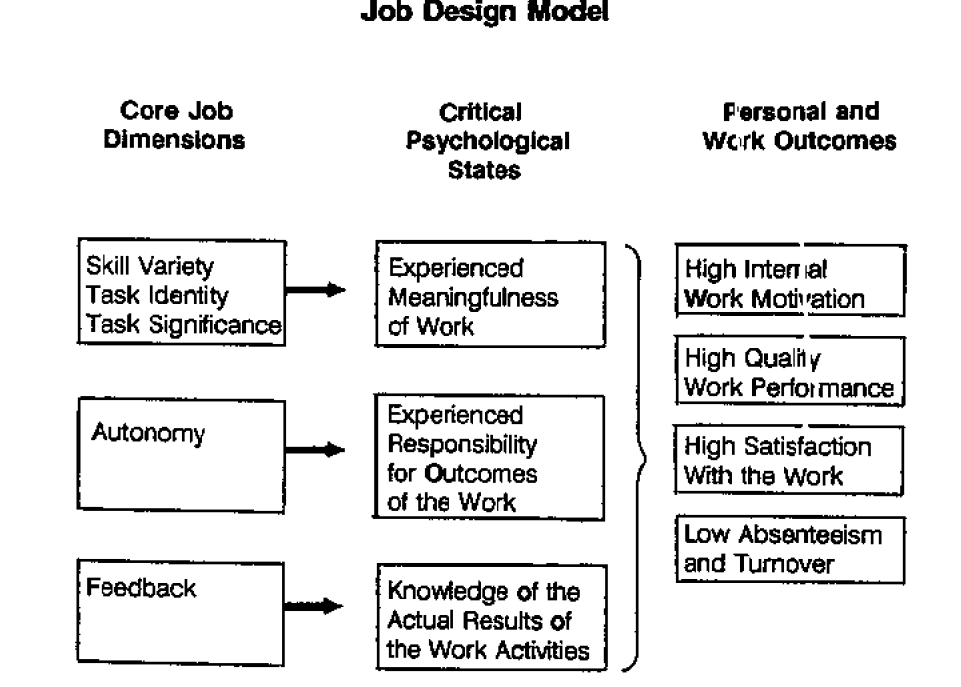 Job Design Model
Core Job
Dimensions
Critical
Psychological
States
Personal and
Work Outcomes
Skill Variety
Task Identity
Task Significance
Experienced
Meaningfulness
of Work
High Internal
Work Motivation
High Quality
Work Performance
Autonomy
Experienced
Responsibility
for Outcomes
of the Work
High Satisfaction
With the Work
Low Absenteeism
and Turnover
Feedback
Knowledge of the
Actual Results of
the Work Activities